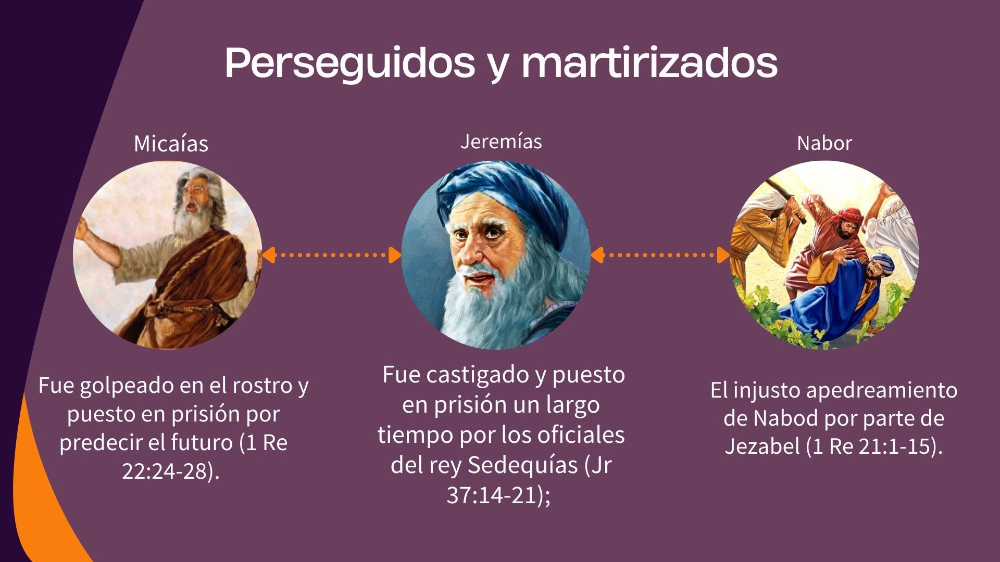 Perseguidos y martirizados
Micaías
Fue golpeado en el rostro y
puesto en prisión por
predecir el futuro (1 Re
22:24-28).
Jeremías
Fue castigado y puesto
en prisión un largo
tiempo por los oficiales
del rey Sedequías (Jr
37:14-21);
Nabor
El injusto apedreamiento
de Nabod por parte de
Jezabel (1 Re 21:1-15).